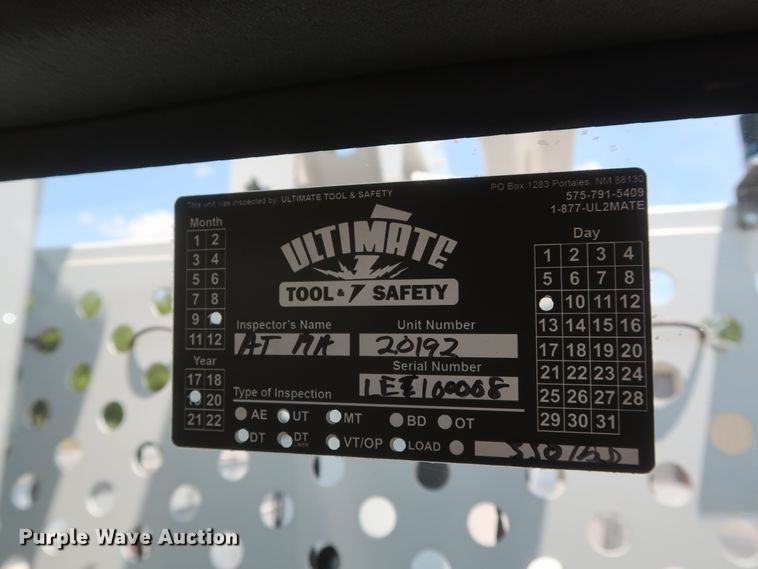 This unit was inspected by ULTIMATE TOOL & SAFETY
PO Box 1283 Portales, NM 88130
575-791-5409
1-877-UL2MATE
Month
1 2
3 4
5 6
7 8
9
11 12
Year
17 18
20
21 22
ULTIMATE
TOOL & SAFETY
Inspector's Name
Unit Number
20192
Serial Number
Type of Inspection
AE UT MT BD OT
DT DT LINER VT/OP LOAD
Day
1 2 3 4
5 6 7 8
10 11 12
13 14 15 16
17 18 19 20
21 22 23 24
25 26 27 28
29 30 31
Purple Wave Auction